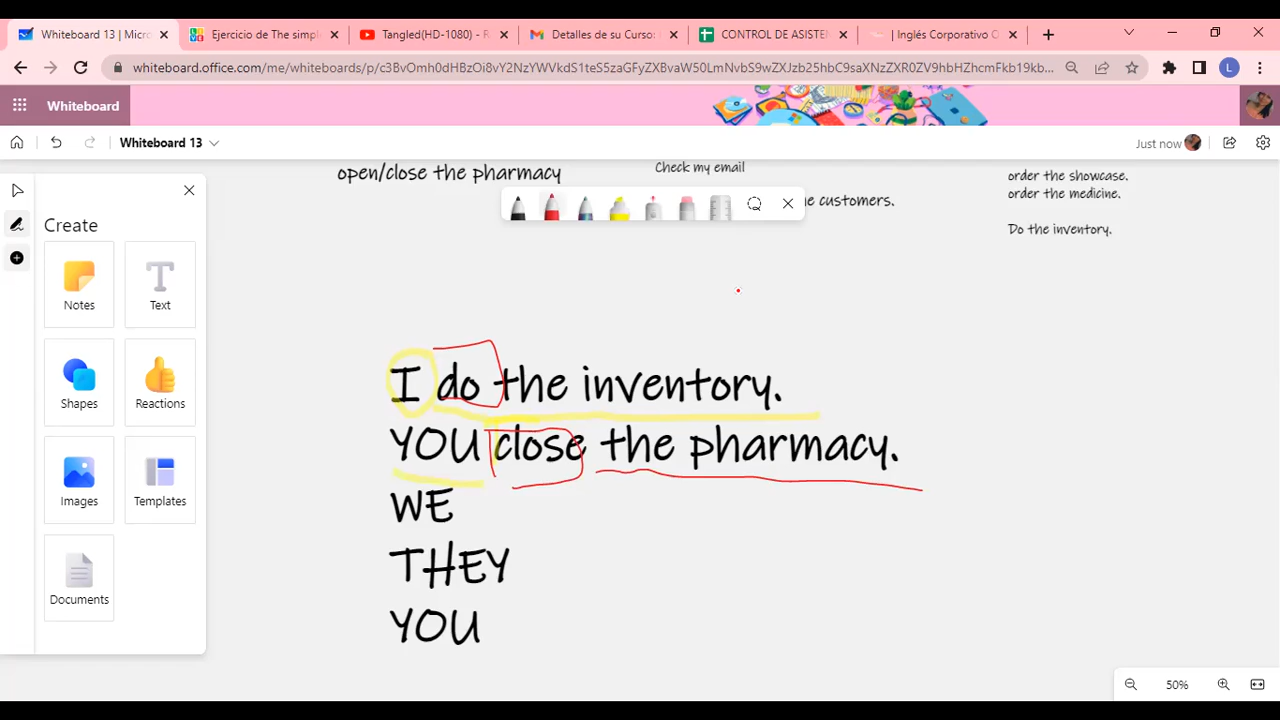 Whiteboard 13 | Micro
Ejercicio de The simpl
Tangled(HD-1080) - R
Detalles de su Curso:
CONTROL DE ASISTE
| Inglés Corporativo O
whiteboard.office.com/me/whiteboards/p/c3BvOmh0dHBzOi8vY2NzYWVkdS1teS5zaGFyZXBvaW50LmNvbS9wZXJzb25hbC9saXNzZXR0ZV9hbHZhcmhGcmFkb19kb...
L
Whiteboard
Whiteboard 13
Just now
open/close the pharmacy
Check my email
e customers.
order the showcase.
order the medicine.
Do the inventory.
Create
Notes
Text
Shapes
Reactions
Images
Templates
Documents
I do the inventory.
YOU close the pharmacy.
WE
THEY
YOU
50%